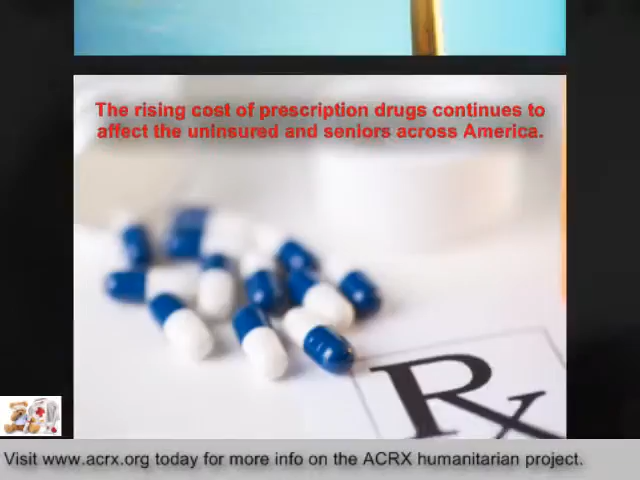 The rising cost of prescription drugs continues to
affect the uninsured and seniors across America.
Rx
Visit www.acrx.org today for more info on the ACRX humanitarian project.